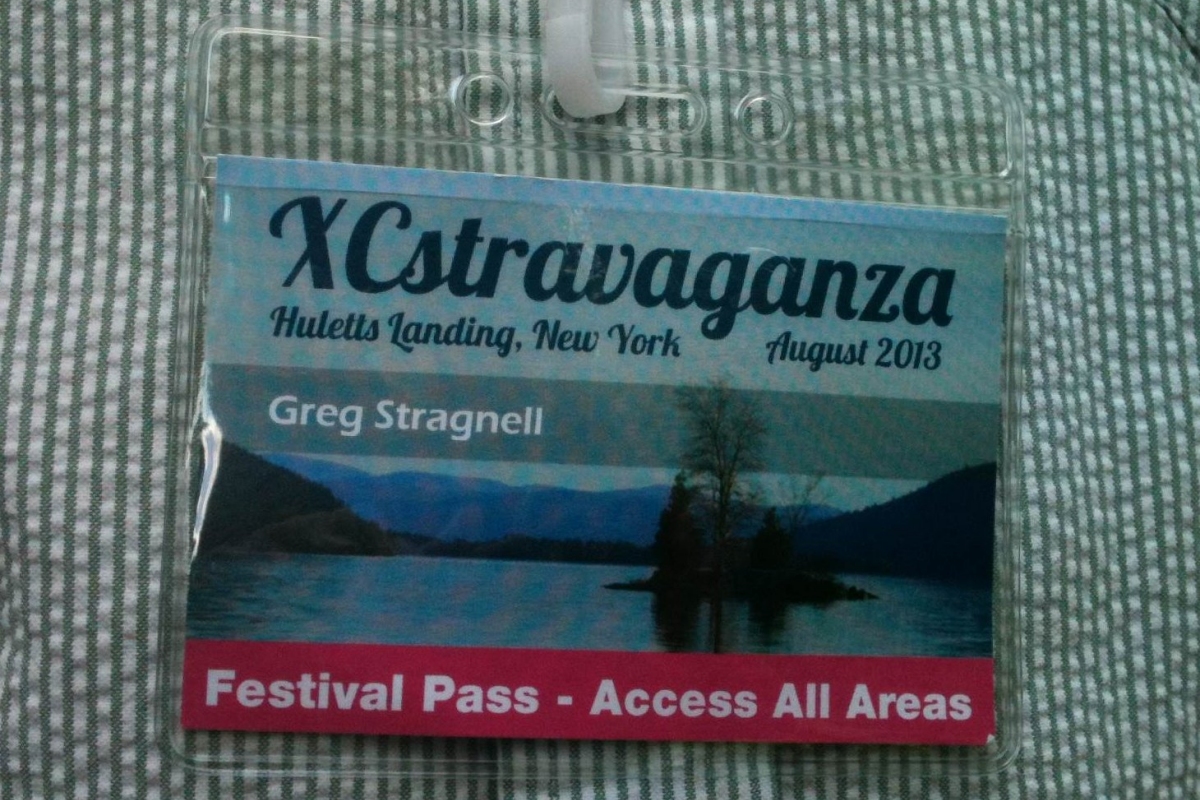 XCstravaganza
Huletts Landing, New York August 2013
Greg Stragnell
Festival Pass - Access All Areas